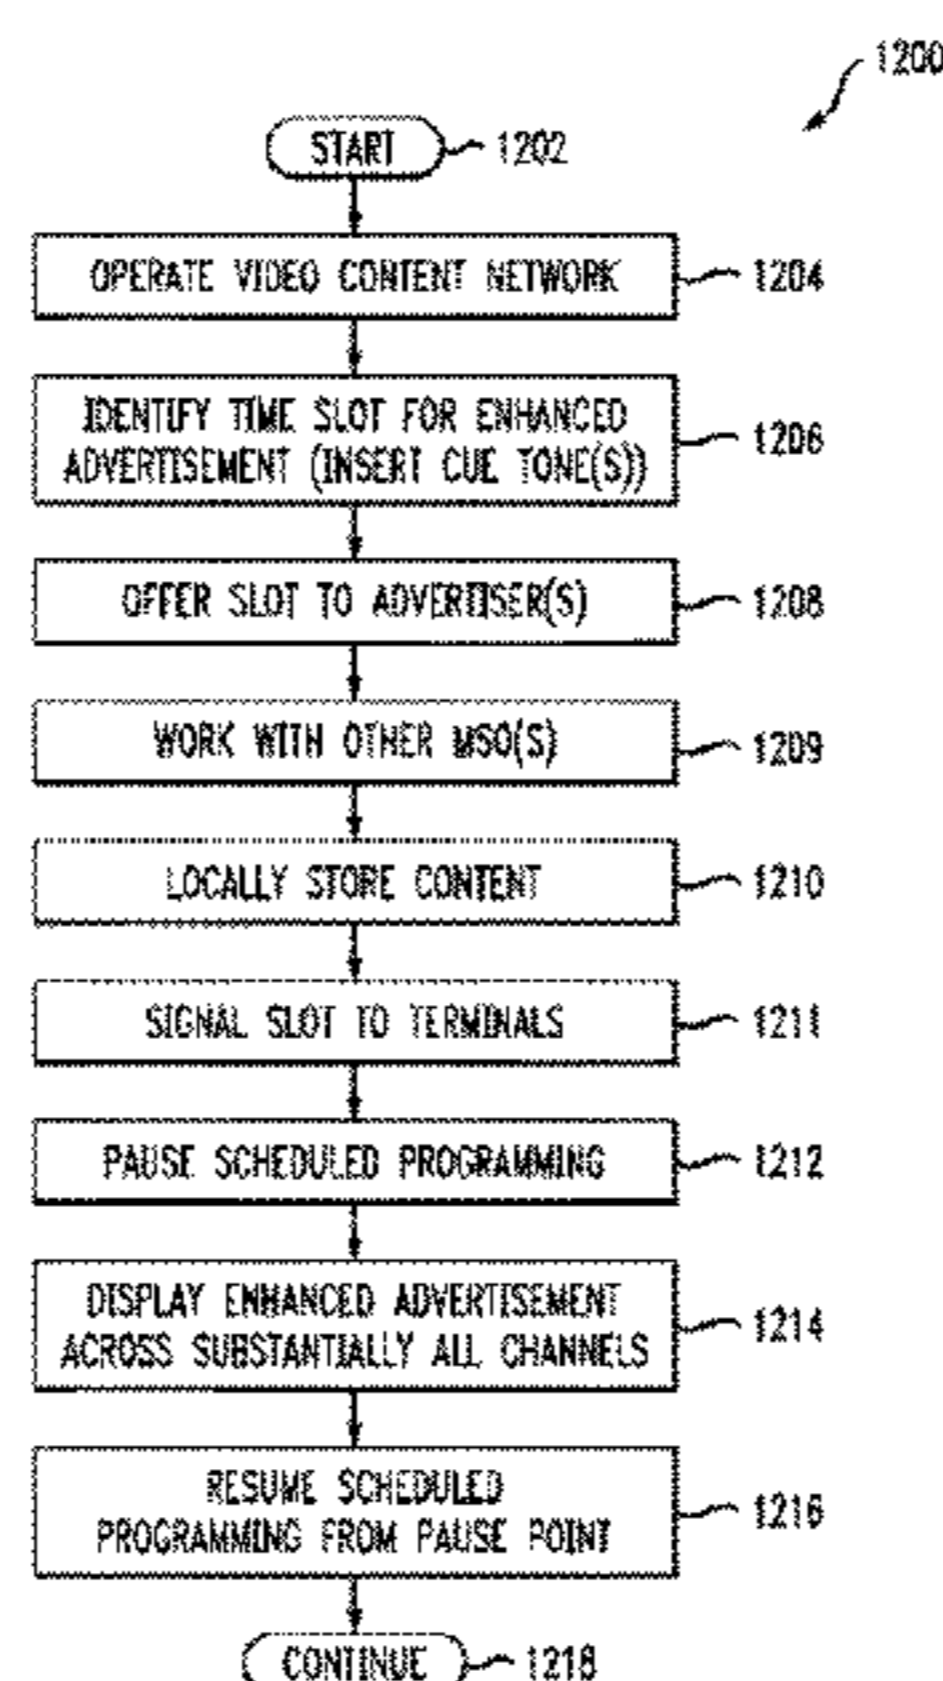 1200
START 1202
OPERATE VIDEO CONTENT NETWORK 1204
IDENTIFY TIME SLOT FOR ENHANCED
ADVERTISEMENT (INSERT CUE TONE(S)) 1206
OFFER SLOT TO ADVERTISER(S) 1208
WORK WITH OTHER MSO(S) 1209
LOCALLY STORE CONTENT 1210
SIGNAL SLOT TO TERMINALS 1211
PAUSE SCHEDULED PROGRAMMING 1212
DISPLAY ENHANCED ADVERTISEMENT
ACROSS SUBSTANTIALLY ALL CHANNELS 1214
RESUME SCHEDULED
PROGRAMMING FROM PAUSE POINT 1216
CONTINUE 1218